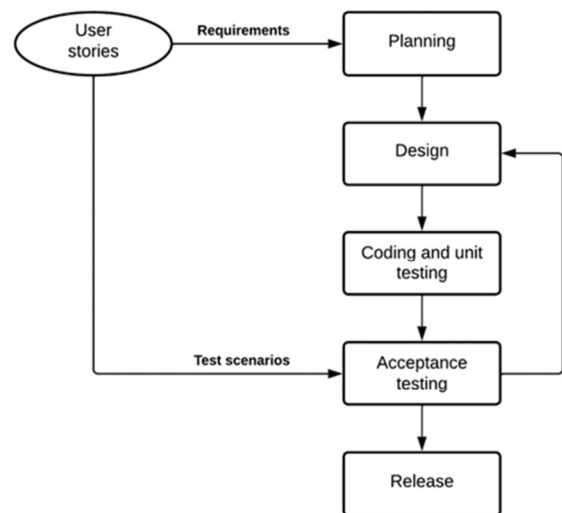 User
stories
Requirements
Planning
Design
Coding and unit
testing
Test scenarios
Acceptance
testing
Release